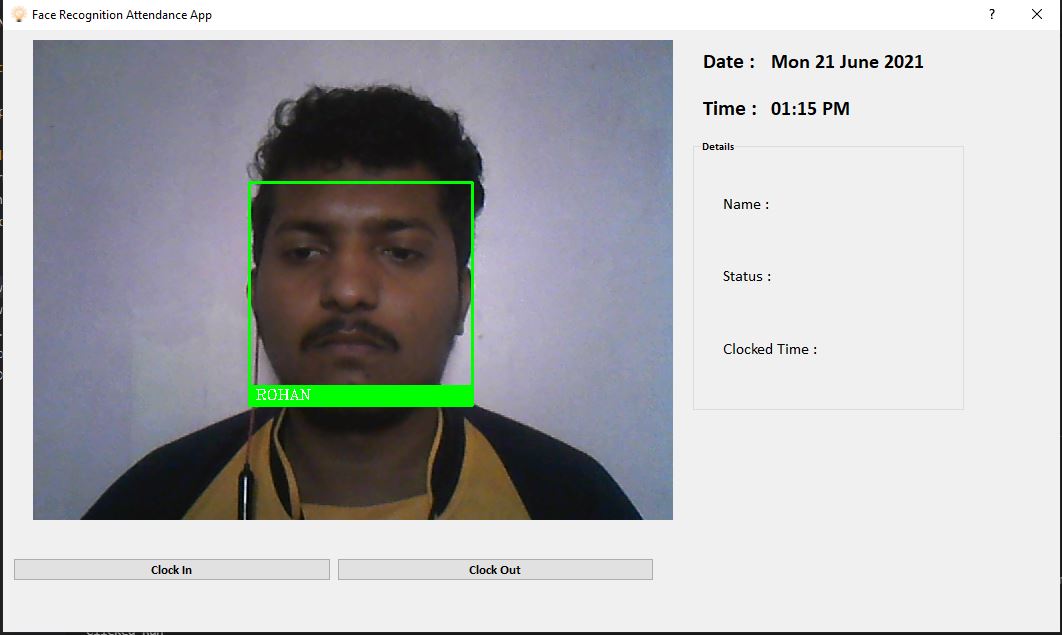 Face Recognition Attendance App
?
Date : Mon 21 June 2021
Time : 01:15 PM
Details
Name :
Status :
Clocked Time :
ROHAN
Clock In
Clock Out